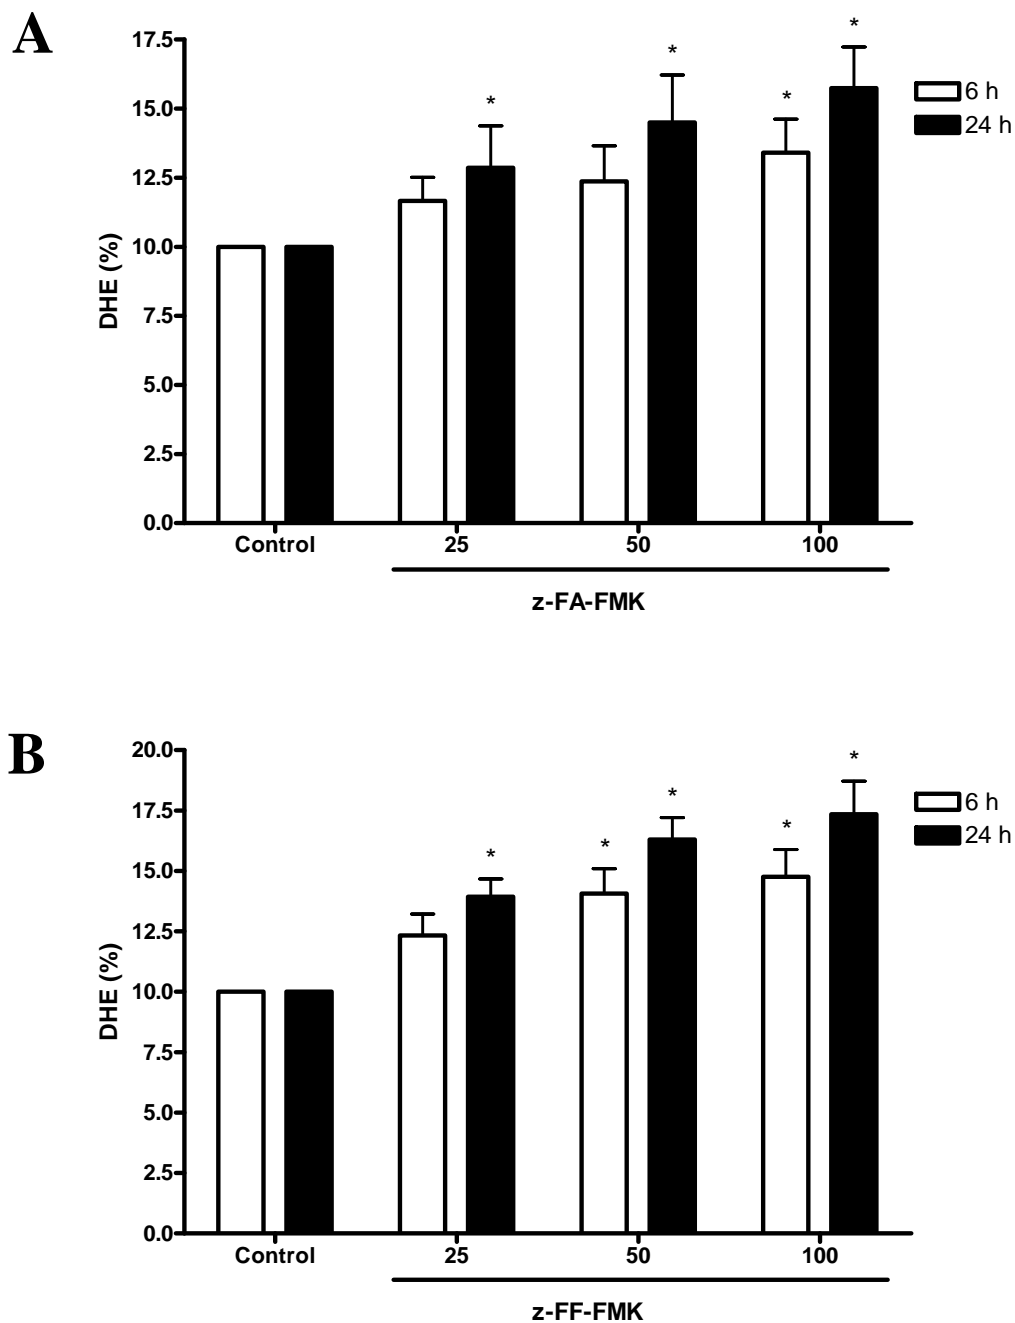 A
17.5
15.0
12.5
10.0
7.5
5.0
2.5
0.0
DHE (%)
* * * *
6 h
24 h
Control 25 50 100
z-FA-FMK
B
20.0
17.5
15.0
12.5
10.0
7.5
5.0
2.5
0.0
DHE (%)
* * * * *
6 h
24 h
Control 25 50 100
z-FF-FMK